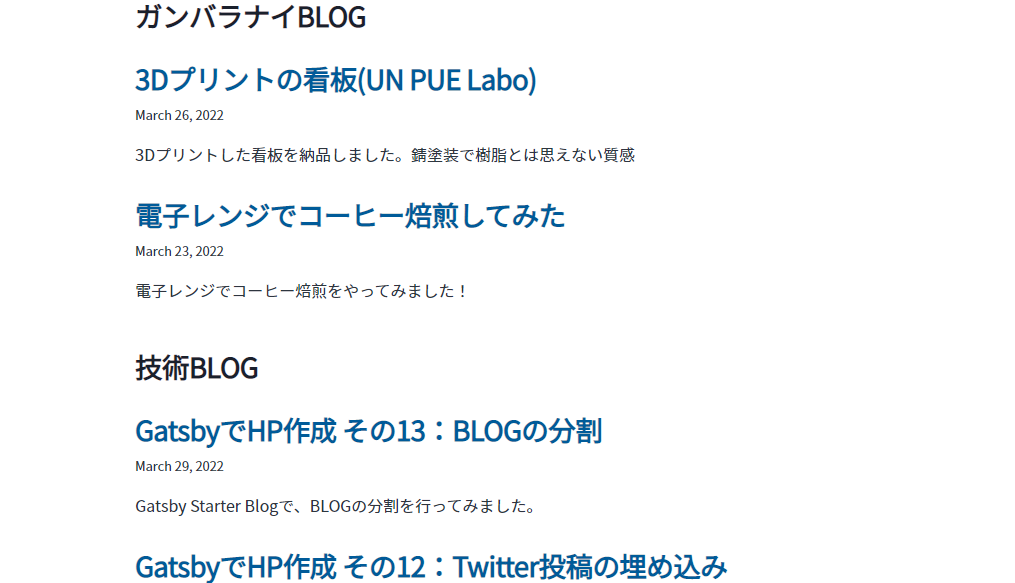 ガンバラナイBLOG
3Dプリントの看板(UN PUE Labo)
March 26, 2022
3Dプリントした看板を納品しました。錆塗装で樹脂とは思えない質感
電子レンジでコーヒー焙煎してみた
March 23, 2022
電子レンジでコーヒー焙煎をやってみました！
技術BLOG
GatsbyでHP作成 その13：BLOGの分割
March 29, 2022
Gatsby Starter Blogで、BLOGの分割を行ってみました。
GatsbyでHP作成 その12：Twitter投稿の埋め込み